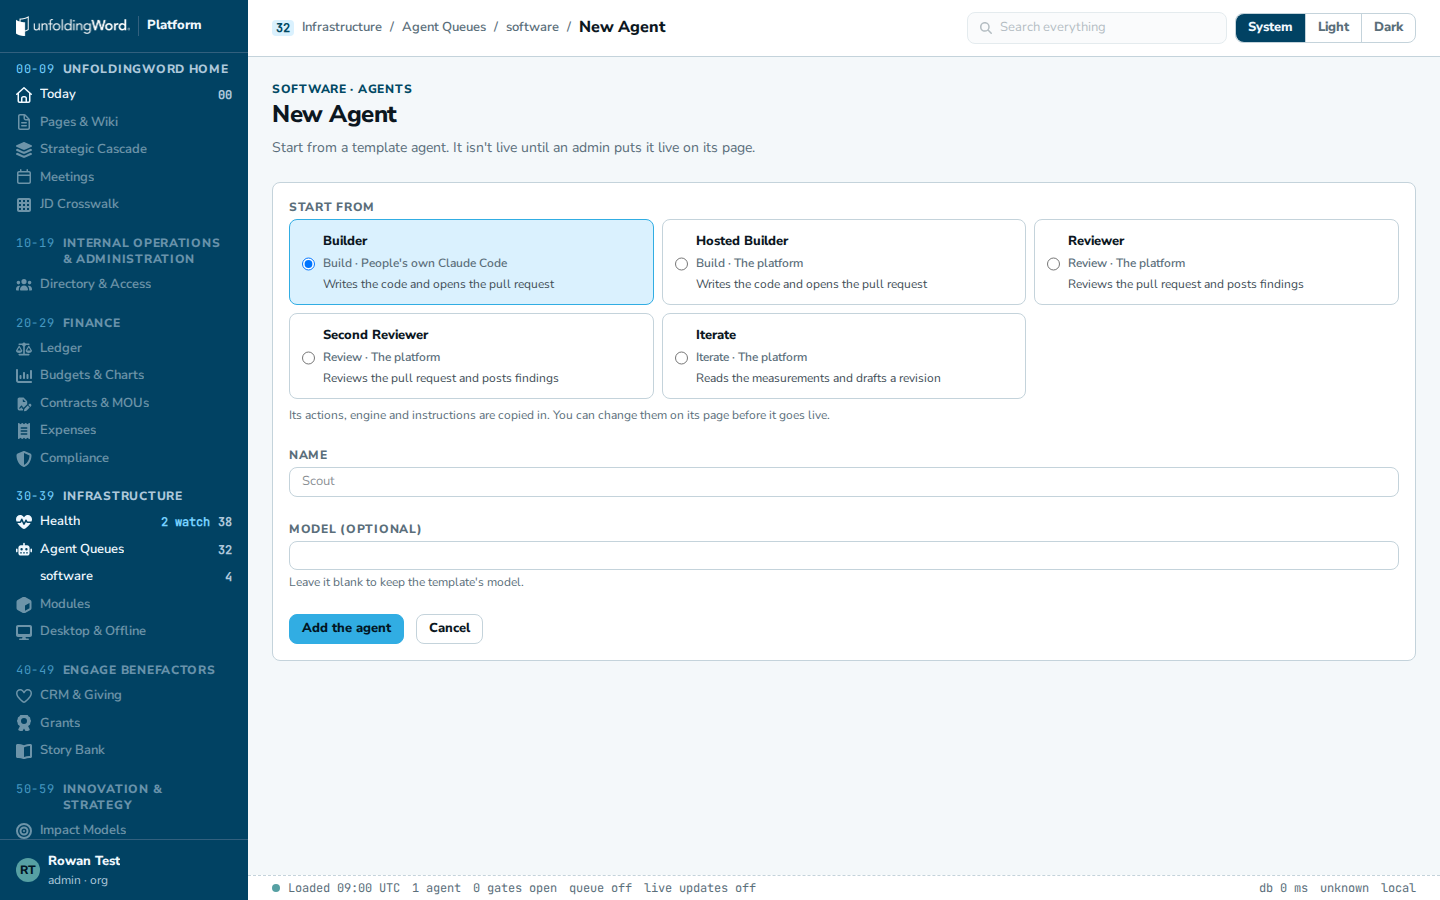 unfoldingWord. Platform
00-09 UNFOLDINGWORD HOME
Today 00
Pages & Wiki
Strategic Cascade
Meetings
JD Crosswalk
10-19 INTERNAL OPERATIONS
& ADMINISTRATION
Directory & Access
20-29 FINANCE
Ledger
Budgets & Charts
Contracts & MOUs
Expenses
Compliance
30-39 INFRASTRUCTURE
Health 2 watch 38
Agent Queues 32
software 4
Modules
Desktop & Offline
40-49 ENGAGE BENEFACTORS
CRM & Giving
Grants
Story Bank
50-59 INNOVATION &
STRATEGY
Impact Models
RT Rowan Test
admin · org
32 Infrastructure / Agent Queues / software / New Agent
Search everything
System Light Dark
SOFTWARE · AGENTS
New Agent
Start from a template agent. It isn't live until an admin puts it live on its page.
START FROM
Builder
Build · People's own Claude Code
Writes the code and opens the pull request
Hosted Builder
Build · The platform
Writes the code and opens the pull request
Reviewer
Review · The platform
Reviews the pull request and posts findings
Second Reviewer
Review · The platform
Reviews the pull request and posts findings
Iterate
Iterate · The platform
Reads the measurements and drafts a revision
Its actions, engine and instructions are copied in. You can change them on its page before it goes live.
NAME
Scout
MODEL (OPTIONAL)
Leave it blank to keep the template's model.
Add the agent Cancel
Loaded 09:00 UTC 1 agent 0 gates open queue off live updates off db 0 ms unknown local